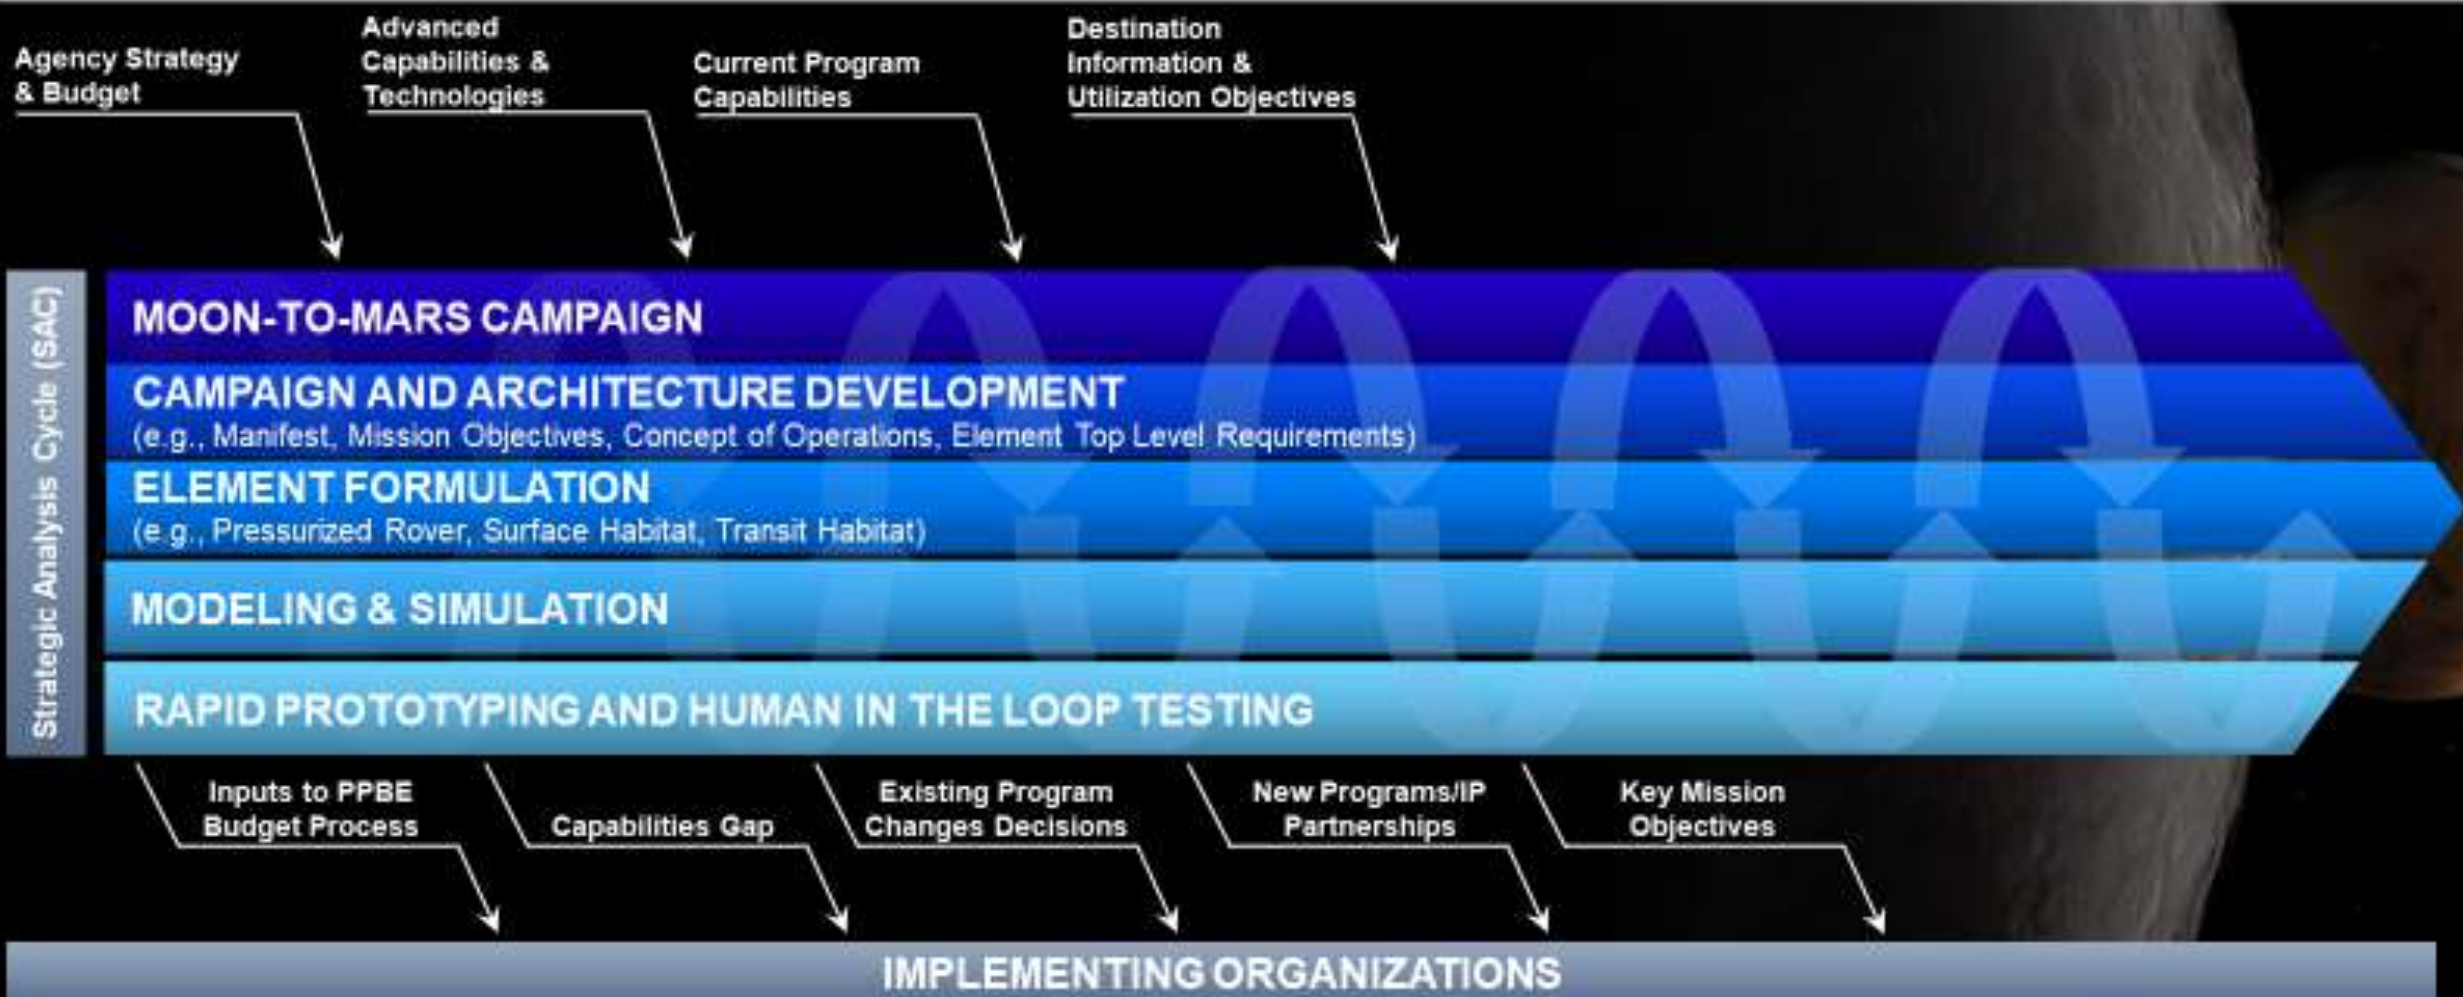 Agency Strategy
& Budget
Advanced
Capabilities &
Technologies
Current Program
Capabilities
Destination
Information &
Utilization Objectives
Strategic Analysis Cycle (SAC)
MOON-TO-MARS CAMPAIGN
CAMPAIGN AND ARCHITECTURE DEVELOPMENT
(e.g., Manifest, Mission Objectives, Concept of Operations, Element Top Level Requirements)
ELEMENT FORMULATION
(e.g., Pressurized Rover, Surface Habitat, Transit Habitat)
MODELING & SIMULATION
RAPID PROTOTYPING AND HUMAN IN THE LOOP TESTING
Inputs to PPBE
Budget Process
Capabilities Gap
Existing Program
Changes Decisions
New Programs/IP
Partnerships
Key Mission
Objectives
IMPLEMENTING ORGANIZATIONS